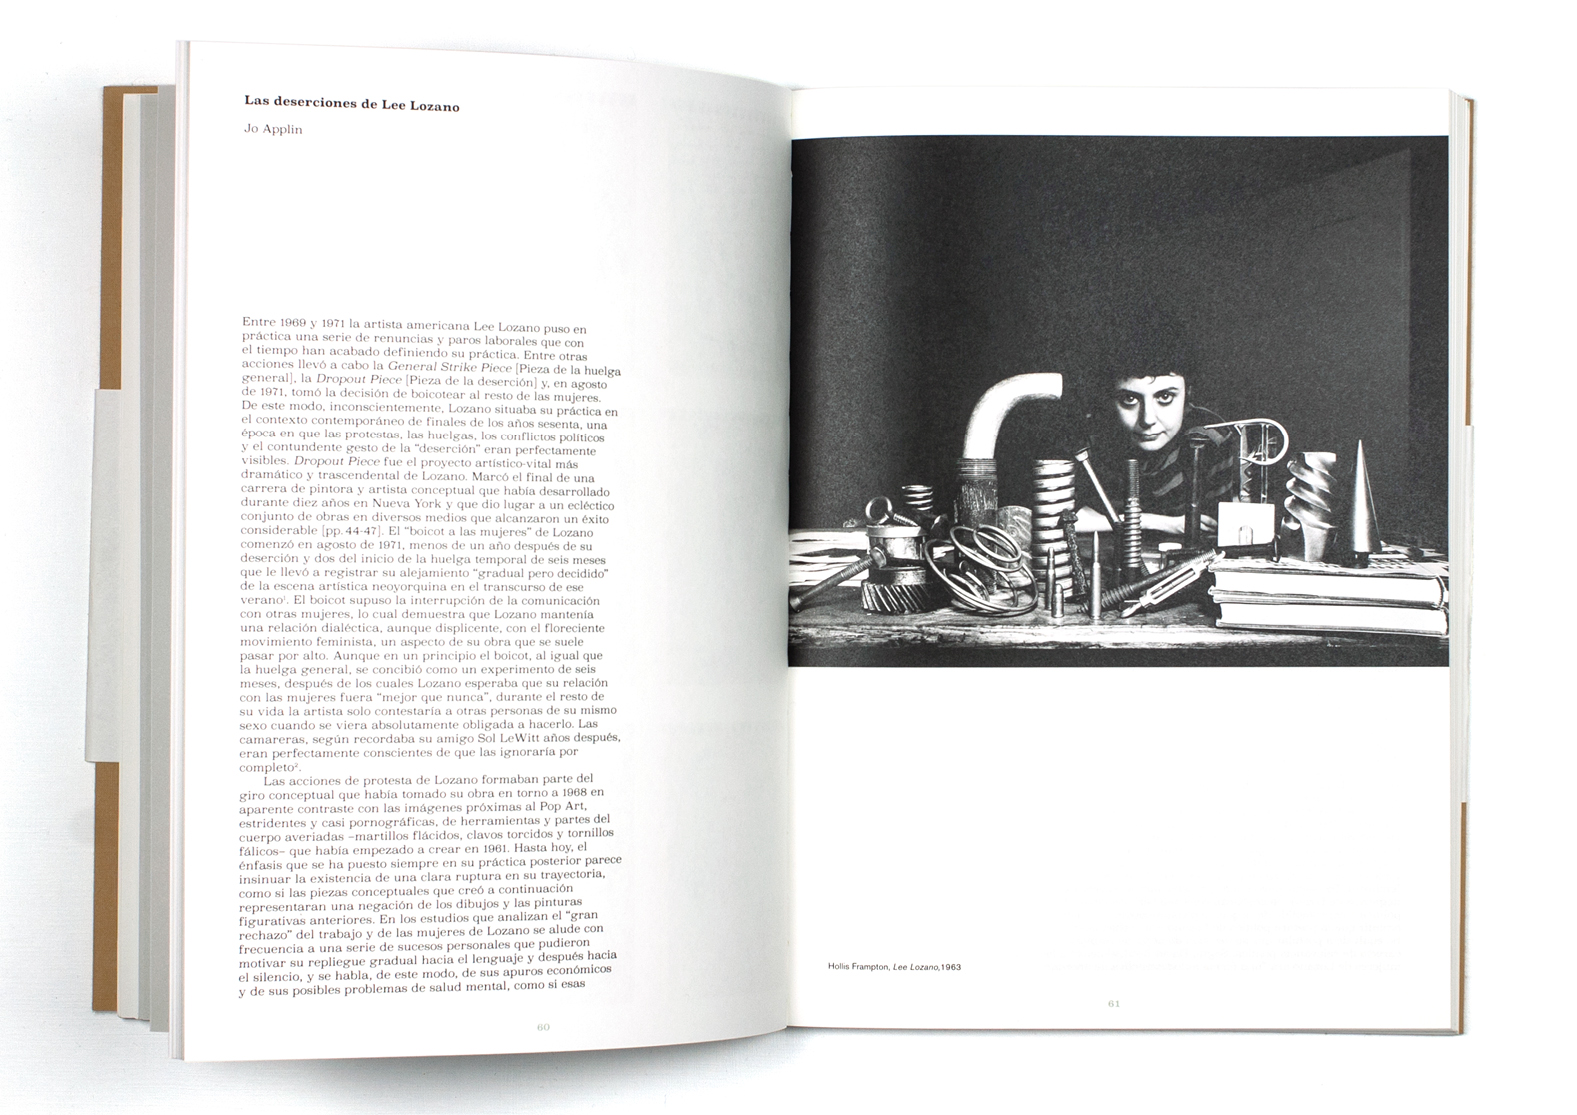 Las deserciones de Lee Lozano
Jo Applin
Entre 1969 y 1971 la artista americana Lee Lozano puso en
práctica una serie de renuncias y paros laborales que con
el tiempo han acabado definiendo su práctica. Entre otras
acciones llevó a cabo la General Strike Piece [Pieza de la huelga
general], la Dropout Piece [Pieza de la deserción] y, en agosto
de 1971, tomó la decisión de boicotear al resto de las mujeres.
De este modo, inconscientemente, Lozano situaba su práctica en
el contexto contemporáneo de finales de los años sesenta, una
época en que las protestas, las huelgas, los conflictos políticos
y el contundente gesto de la “deserción” eran perfectamente
visibles. Dropout Piece fue el proyecto artístico-vital más
dramático y trascendental de Lozano. Marcó el final de una
carrera de pintora y artista conceptual que había desarrollado
durante diez años en Nueva York y que dio lugar a un ecléctico
conjunto de obras en diversos medios que alcanzaron un éxito
considerable [pp. 44-47]. El “boicot a las mujeres” de Lozano
comenzó en agosto de 1971, menos de un año después de su
deserción y dos del inicio de la huelga temporal de seis meses
que le llevó a registrar su alejamiento “gradual pero decidido”
de la escena artística neoyorquina en el transcurso de ese
verano¹. El boicot supuso la interrupción de la comunicación
con otras mujeres, lo cual demuestra que Lozano mantenía
una relación dialéctica, aunque displicente, con el floreciente
movimiento feminista, un aspecto de su obra que se suele
pasar por alto. Aunque en un principio el boicot, al igual que
la huelga general, se concibió como un experimento de seis
meses, después de los cuales Lozano esperaba que su relación
con las mujeres fuera “mejor que nunca”, durante el resto de
su vida la artista solo contestaría a otras personas de su mismo
sexo cuando se viera absolutamente obligada a hacerlo. Las
camareras, según recordaba su amigo Sol LeWitt años después,
eran perfectamente conscientes de que las ignoraría por
completo².
Las acciones de protesta de Lozano formaban parte del
giro conceptual que había tomado su obra en torno a 1968 en
aparente contraste con las imágenes próximas al Pop Art,
estridentes y casi pornográficas, de herramientas y partes del
cuerpo averiadas –martillos flácidos, clavos torcidos y tornillos
fálicos– que había empezado a crear en 1961. Hasta hoy, el
énfasis que se ha puesto siempre en su práctica posterior parece
insinuar la existencia de una clara ruptura en su trayectoria,
como si las piezas conceptuales que creó a continuación
representaran una negación de los dibujos y las pinturas
figurativas anteriores. En los estudios que analizan el “gran
rechazo” del trabajo y de las mujeres de Lozano se alude con
frecuencia a una serie de sucesos personales que pudieron
motivar su repliegue gradual hacia el lenguaje y después hacia
el silencio, y se habla, de este modo, de sus apuros económicos
y de sus posibles problemas de salud mental, como si esas
60
Hollis Frampton, Lee Lozano,1963
61